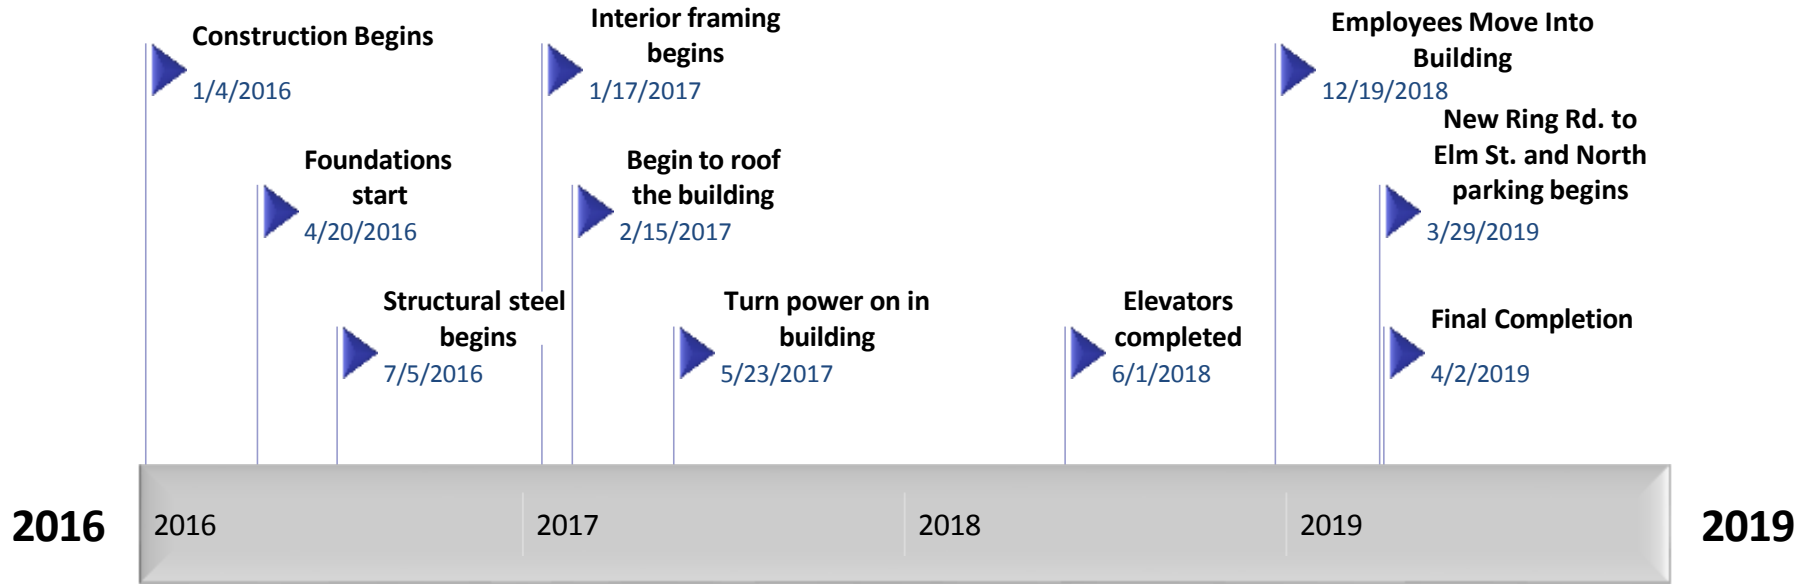 Construction Begins
1/4/2016
Foundations
start
4/20/2016
Structural steel
begins
7/5/2016
Interior framing
begins
1/17/2017
Begin to roof
the building
2/15/2017
Turn power on in
building
5/23/2017
Elevators
completed
6/1/2018
Employees Move Into
Building
12/19/2018
New Ring Rd. to
Elm St. and North
parking begins
3/29/2019
Final Completion
4/2/2019
2016
2016
2017
2018
2019
2019